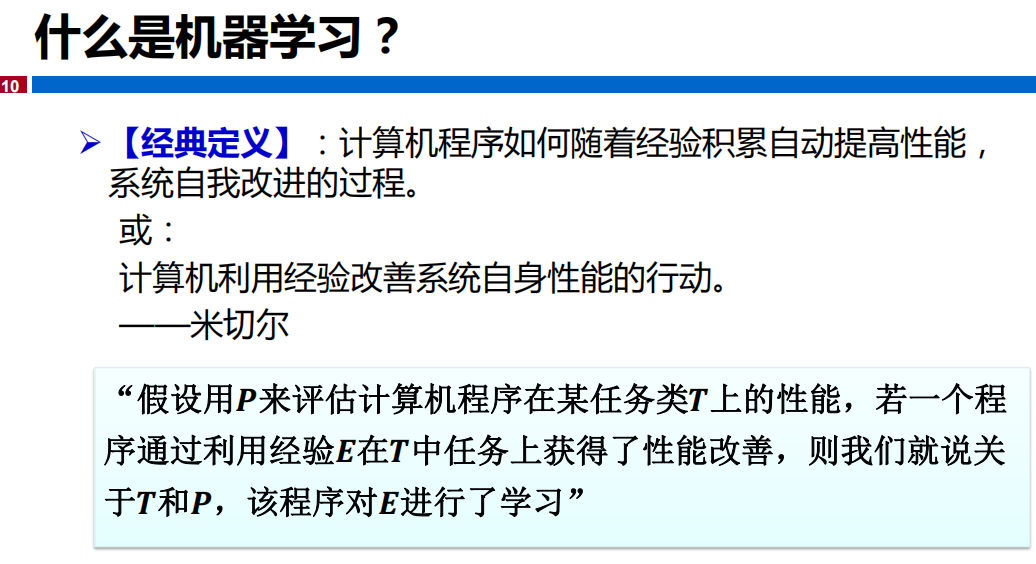 什么是机器学习？
10
➢【经典定义】：计算机程序如何随着经验积累自动提高性能，
系统自我改进的过程。
或：
计算机利用经验改善系统自身性能的行动。
——米切尔
“假设用P来评估计算机程序在某任务类T上的性能，若一个程
序通过利用经验E在T中任务上获得了性能改善，则我们就说关
于T和P，该程序对E进行了学习”